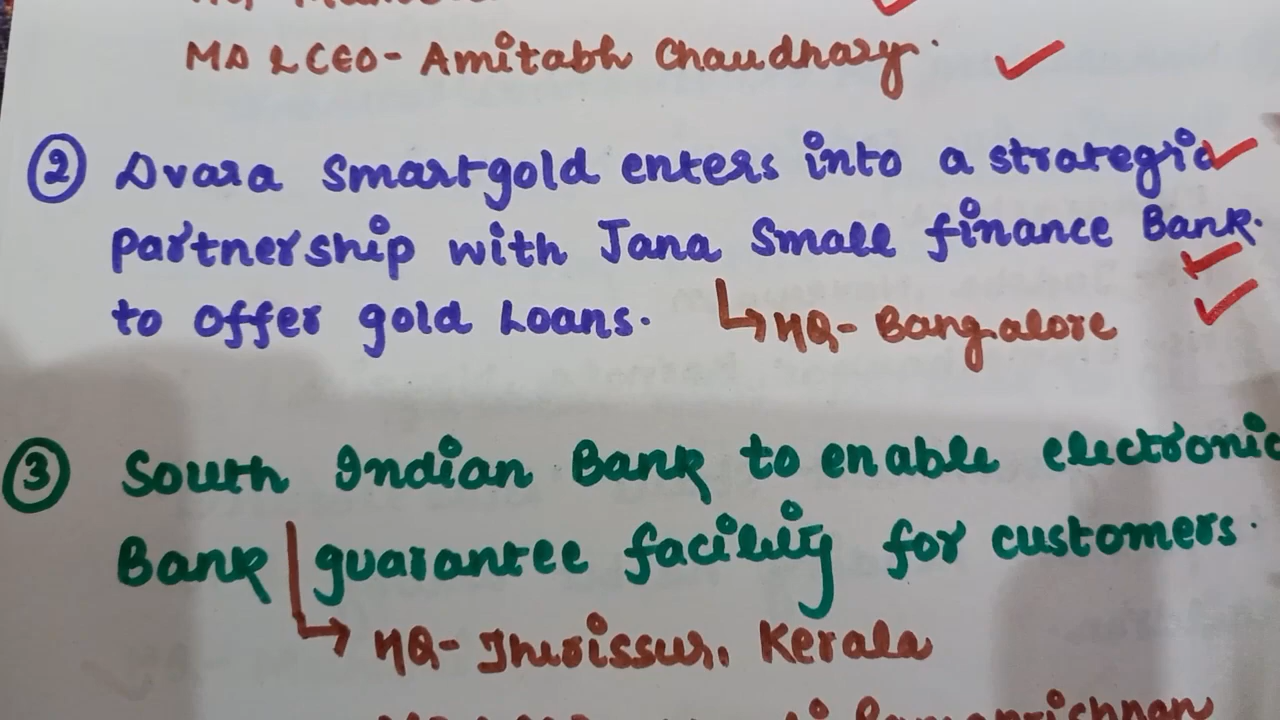 MD & CEO- Amitabh Chaudhary.
② Dvara Smartgold enters into a strategic
partnership with Jana Small finance Bank.
to offer gold Loans. ↳ HQ- Bangalore
③ South Indian Bank to enable electronic
Bank guarantee facility for customers.
↳ HQ- Thrissur, Kerala